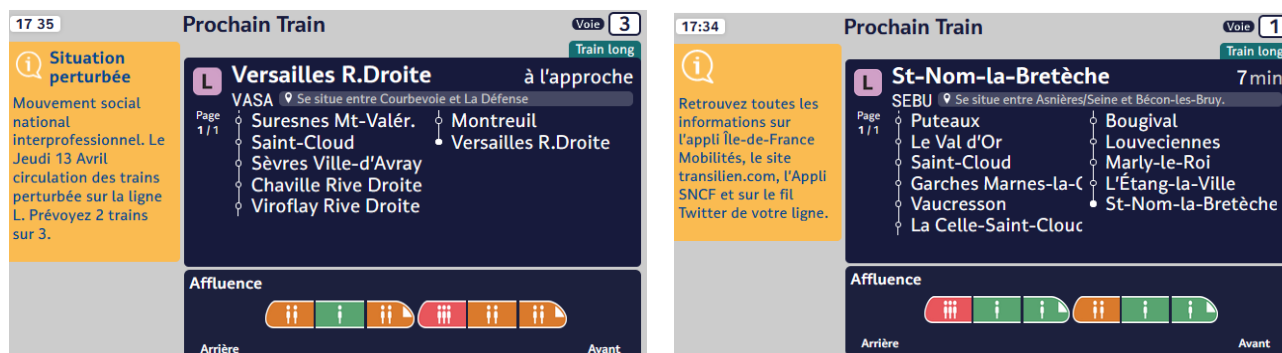 17 35
Prochain Train
Voie 3
Train long
Situation
perturbée
Mouvement social
national
interprofessionnel. Le
Jeudi 13 Avril
circulation des trains
perturbée sur la ligne
L. Prévoyez 2 trains
sur 3.
L
Versailles R.Droite
à l'approche
VASA
Se situe entre Courbevoie et La Défense
Page
1/1
Suresnes Mt-Valér.
Saint-Cloud
Sèvres Ville-d'Avray
Chaville Rive Droite
Viroflay Rive Droite
Montreuil
Versailles R.Droite
Affluence
Arrière
Avant
17:34
Prochain Train
Voie 1
Train long
Retrouvez toutes les
informations sur
l'appli Île-de-France
Mobilités, le site
transilien.com, l'Appli
SNCF et sur le fil
Twitter de votre ligne.
L
St-Nom-la-Bretèche
7 min
SEBU
Se situe entre Asnières/Seine et Bécon-les-Bruy.
Page
1/1
Puteaux
Le Val d'Or
Saint-Cloud
Garches Marnes-la-C
Vaucresson
La Celle-Saint-Clouc
Bougival
Louveciennes
Marly-le-Roi
L'Étang-la-Ville
St-Nom-la-Bretèche
Affluence
Arrière
Avant